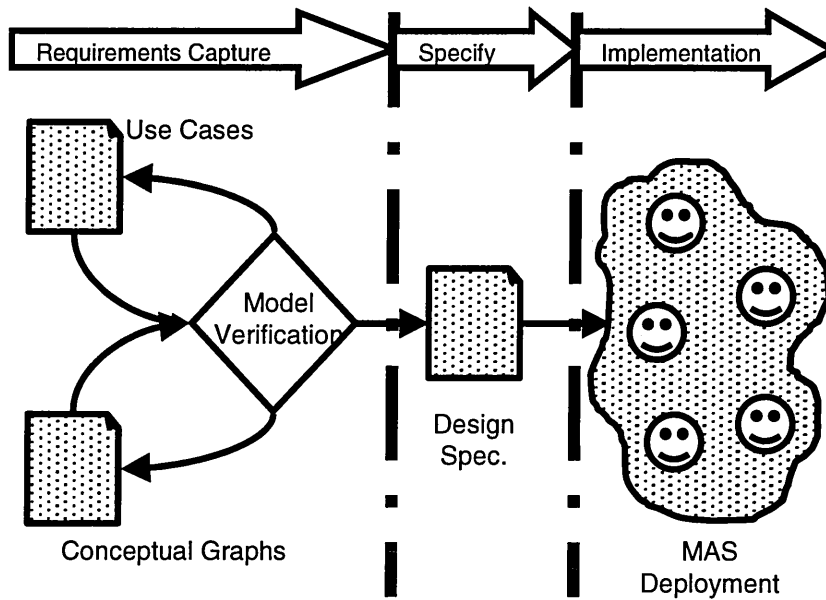 Requirements Capture
Specify
Implementation
Use Cases
Model
Verification
Design
Spec.
Conceptual Graphs
MAS
Deployment